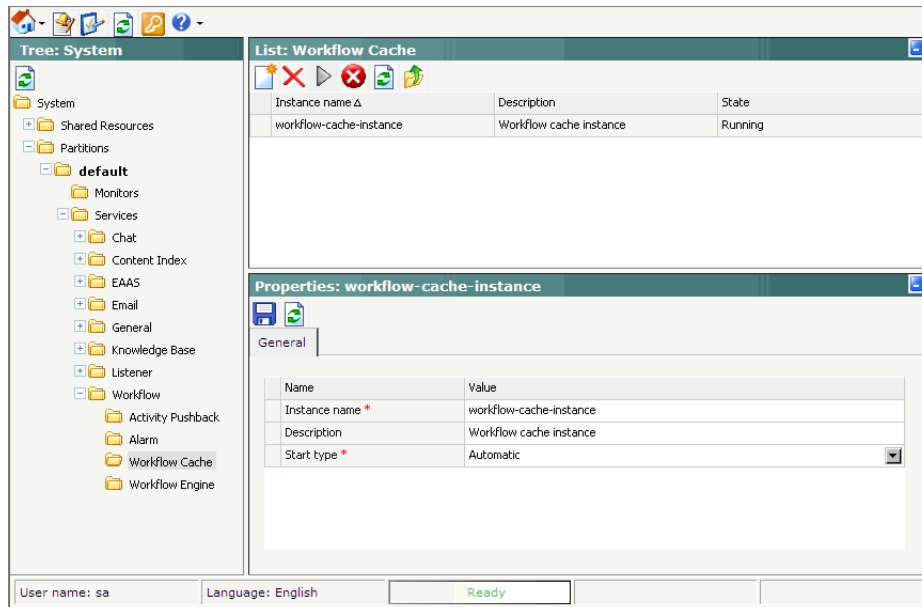 Tree: System
System
Shared Resources
Partitions
default
Monitors
Services
Chat
Content Index
EAAS
Email
General
Knowledge Base
Listener
Workflow
Activity Pushback
Alarm
Workflow Cache
Workflow Engine
List: Workflow Cache
Instance name Description State
workflow-cache-instance Workflow cache instance Running
Properties: workflow-cache-instance
General
Name Value
Instance name * workflow-cache-instance
Description Workflow cache instance
Start type * Automatic
User name: sa Language: English Ready